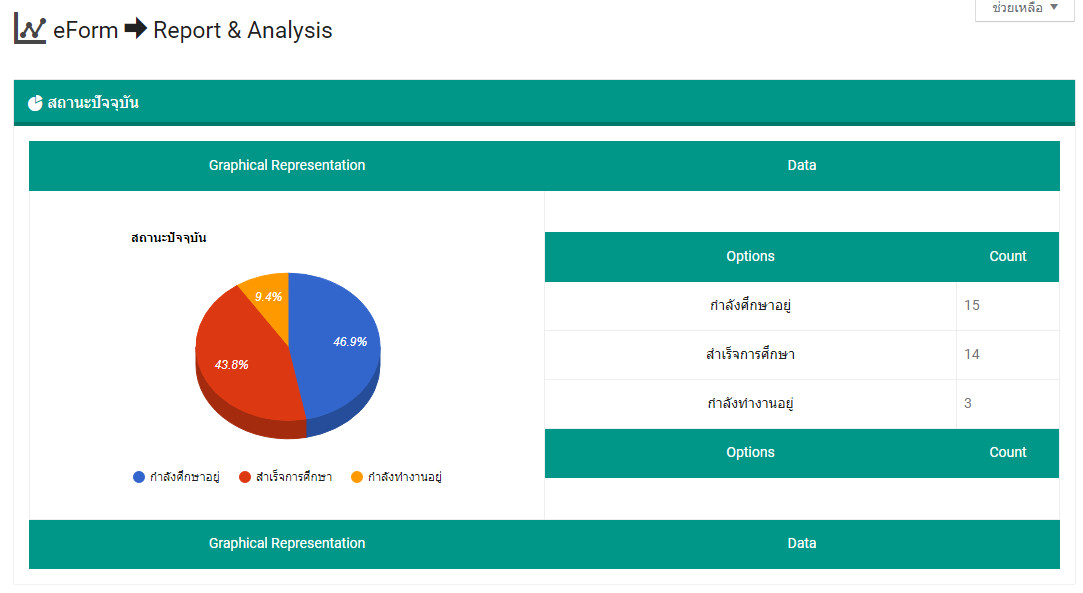 ช่วยเหลือ
eForm Report & Analysis
สถานะปัจจุบัน
Graphical Representation Data
สถานะปัจจุบัน
9.4%
46.9%
43.8%
กำลังศึกษาอยู่ สำเร็จการศึกษา กำลังทำงานอยู่
Options Count
กำลังศึกษาอยู่ 15
สำเร็จการศึกษา 14
กำลังทำงานอยู่ 3
Options Count
Graphical Representation Data